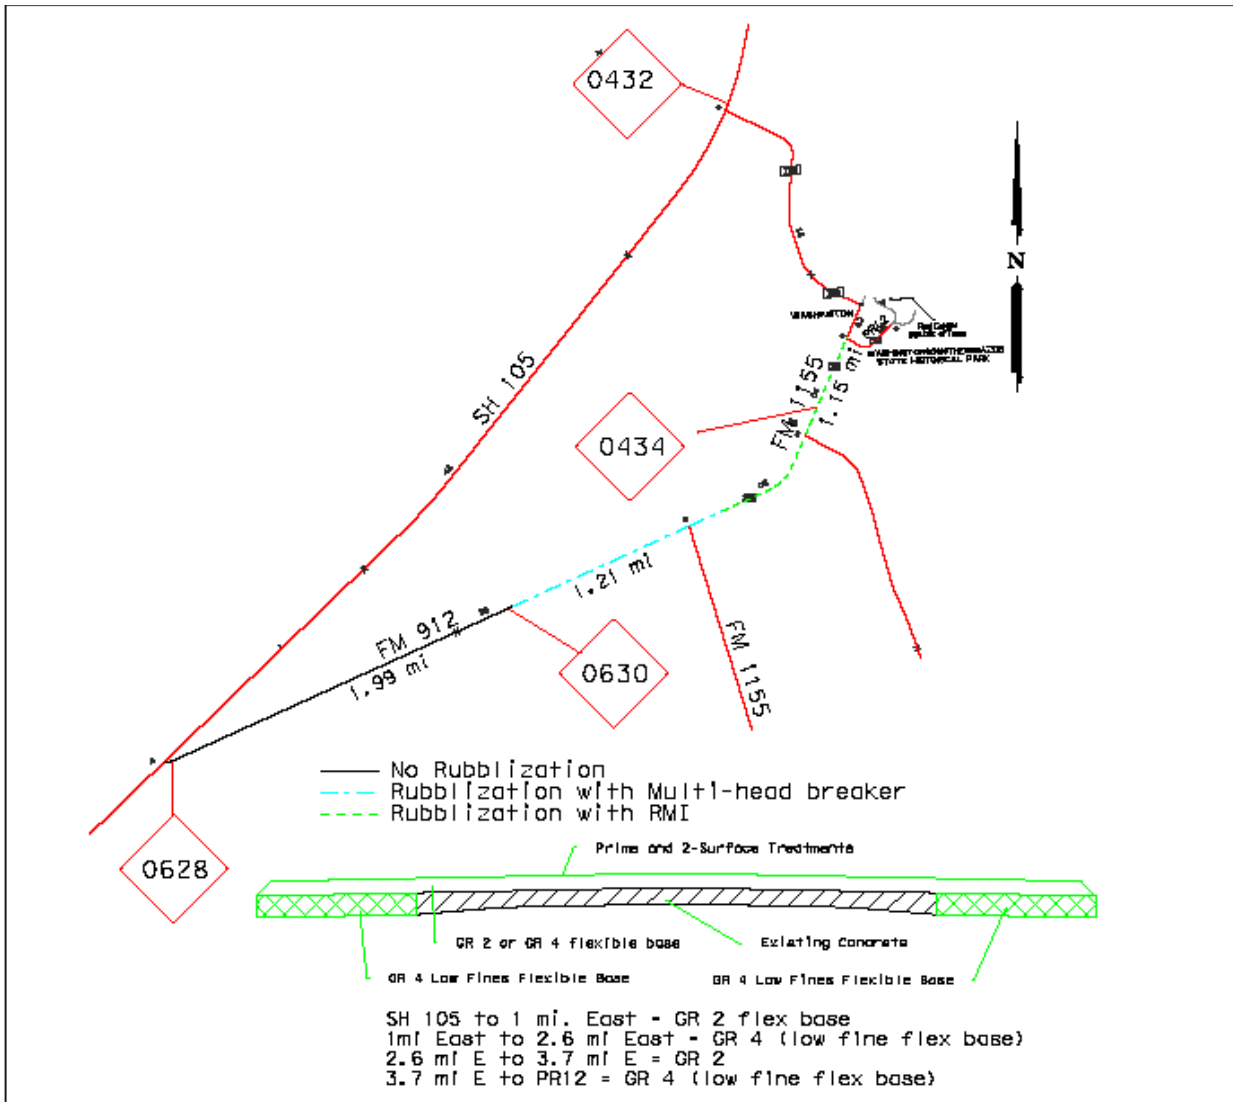 0432
N
WASHINGTON
PR12
STATE HISTORICAL PARK
SH 105
FM 1155
1.15 mi
0434
1.21 mi
FM 912
1.99 mi
0630
FM 1155
0628
No Rubblization
Rubblization with Multi-head breaker
Rubblization with RMI
Prime and 2-Surface Treatments
GR 2 or GR 4 flexible base
Existing Concrete
GR 4 Low Fines Flexible Base
GR 4 Low Fines Flexible Base
SH 105 to 1 mi. East - GR 2 flex base
1mi East to 2.6 mi East - GR 4 (low fine flex base)
2.6 mi E to 3.7 mi E = GR 2
3.7 mi E to PR12 = GR 4 (low fine flex base)